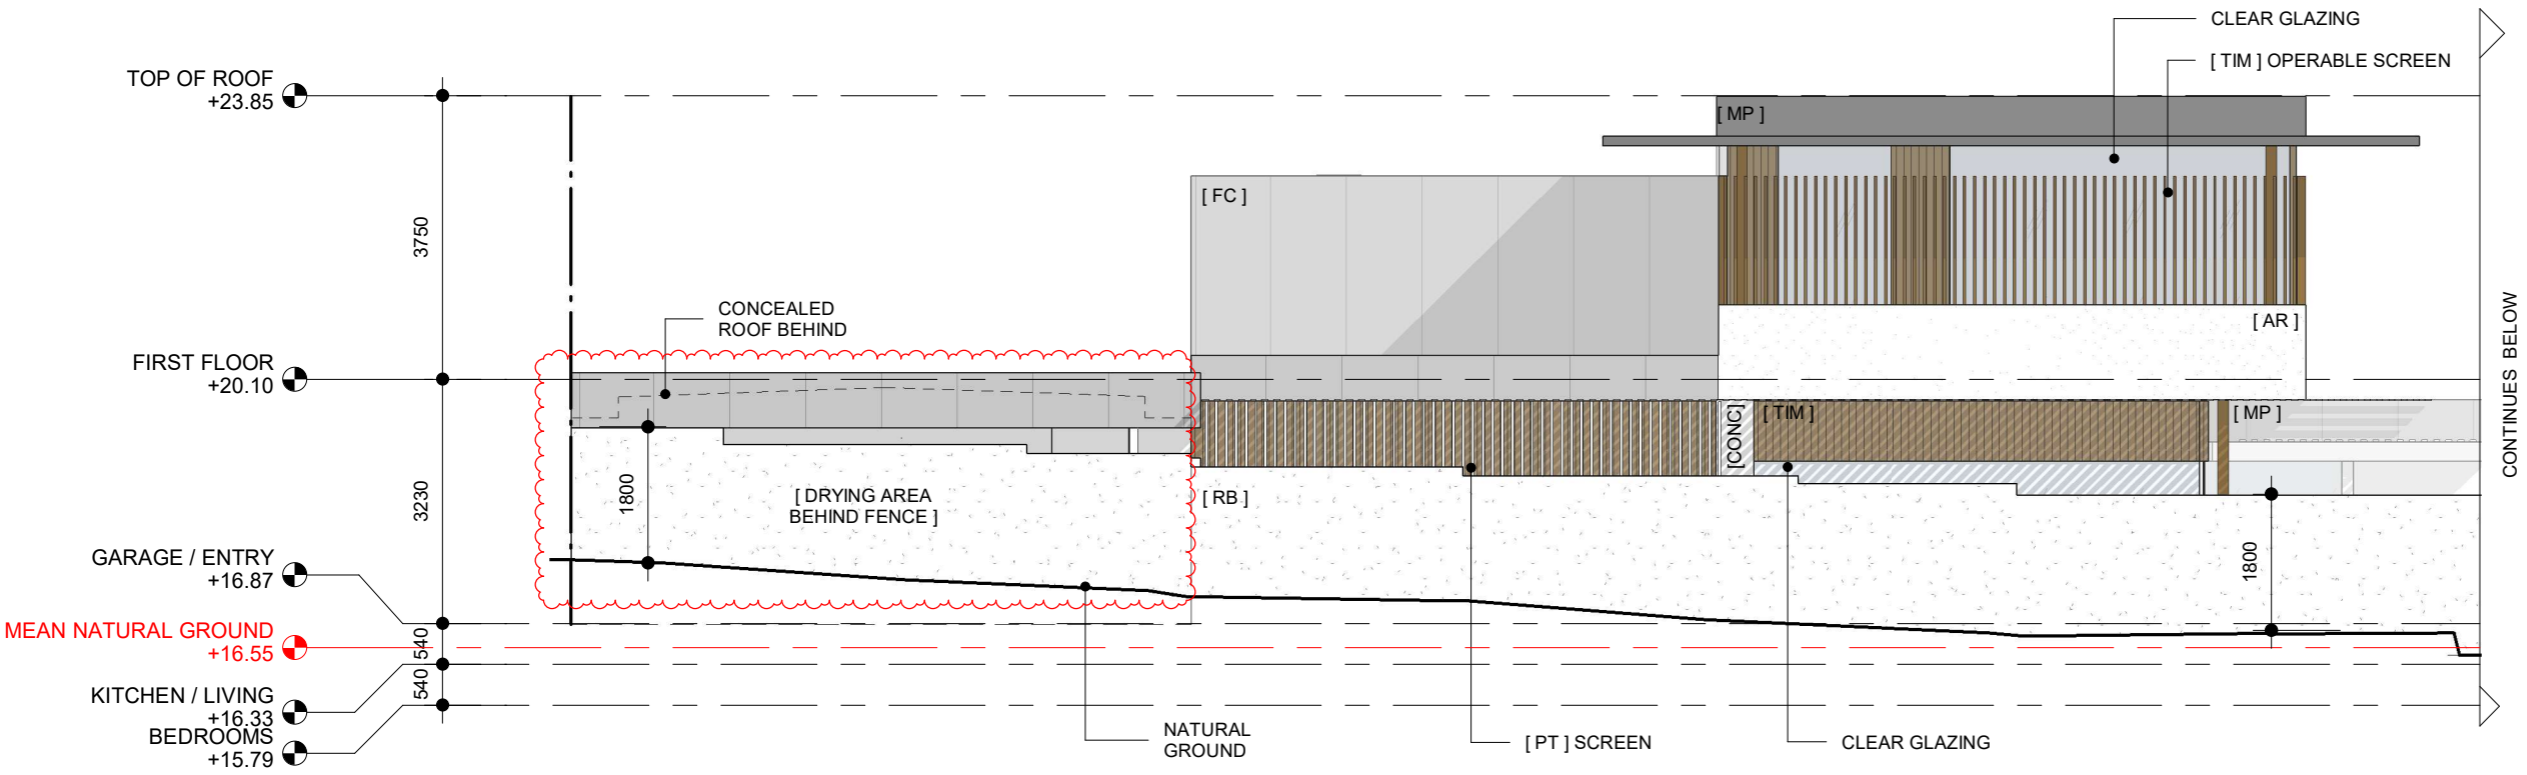 CLEAR GLAZING
[ TIM ] OPERABLE SCREEN
TOP OF ROOF
+23.85
[ MP ]
[ FC ]
3750
CONCEALED
ROOF BEHIND
[ AR ]
FIRST FLOOR
+20.10
CONTINUES BELOW
[CONC]
[ TIM ]
[ MP ]
3230
1800
[ DRYING AREA
BEHIND FENCE ]
[ RB ]
GARAGE / ENTRY
+16.87
1800
MEAN NATURAL GROUND
+16.55
540
KITCHEN / LIVING
+16.33
540
BEDROOMS
+15.79
NATURAL
GROUND
[ PT ] SCREEN
CLEAR GLAZING